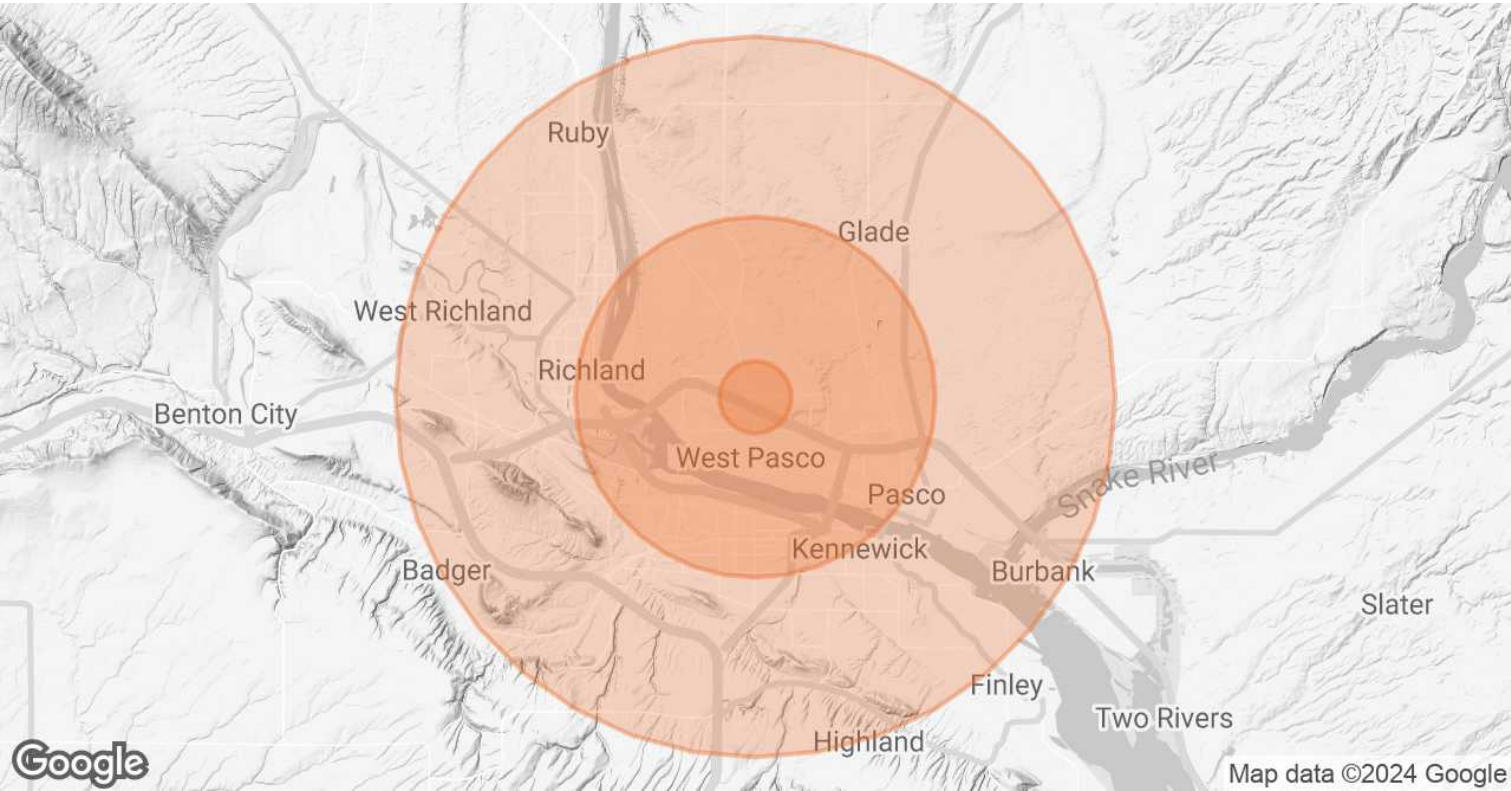 Ruby
Glade
West Richland
Richland
Benton City
West Pasco
Snake River
Pasco
Kennewick
Badger
Burbank
Slater
Finley
Two Rivers
Highland
Google
Map data ©2024 Google